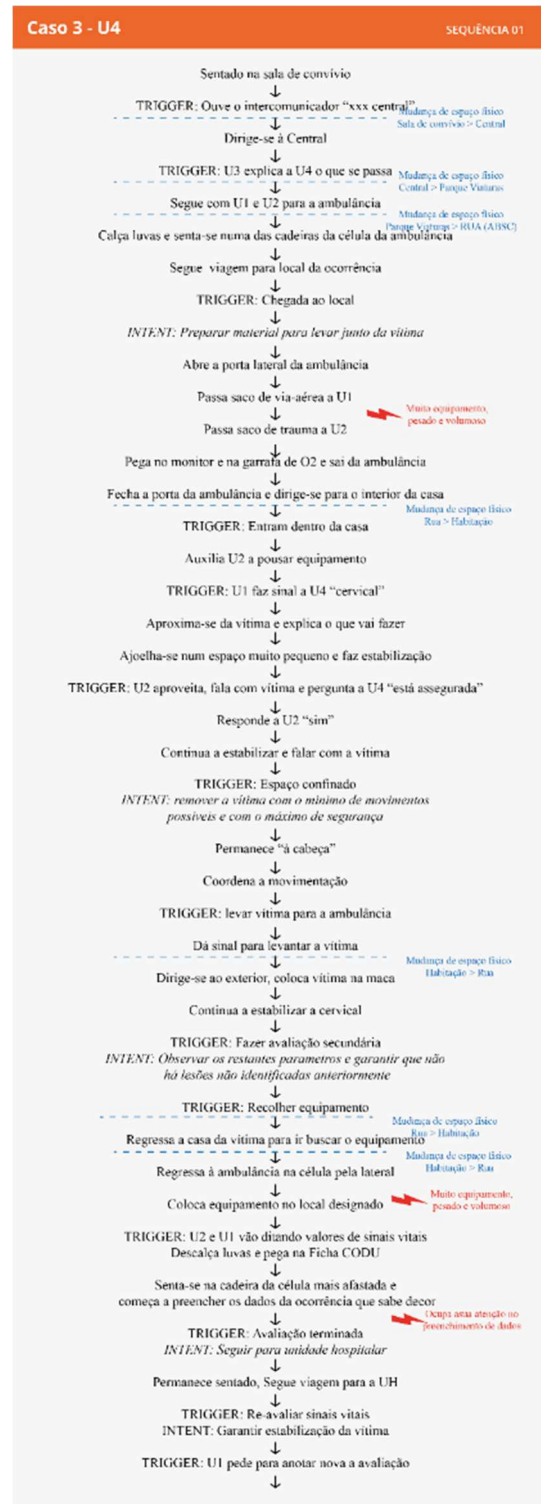 Caso 3 - U4
SEQUÊNCIA 01
Sentado na sala de convívio
TRIGGER: Ouve o intercomunicador “xxx central”
Mudança de espaço físico
Sala de convívio > Central
Dirige-se à Central
TRIGGER: U3 explica a U4 o que se passa
Mudança de espaço físico
Central > Parque Viaturas
Segue com U1 e U2 para a ambulância
Mudança de espaço físico
Parque Viaturas > RUA (ABSC)
Calça luvas e senta-se numa das cadeiras da célula da ambulância
Segue viagem para local da ocorrência
TRIGGER: Chegada ao local
INTENT: Preparar material para levar junto da vítima
Abre a porta lateral da ambulância
Passa saco de via-aérea a U1
Muito equipamento,
pesado e volumoso
Passa saco de trauma a U2
Pega no monitor e na garrafa de O2 e sai da ambulância
Fecha a porta da ambulância e dirige-se para o interior da casa
Mudança de espaço físico
Rua > Habitação
TRIGGER: Entram dentro da casa
Auxilia U2 a pousar equipamento
TRIGGER: U1 faz sinal a U4 “cervical”
Aproxima-se da vítima e explica o que vai fazer
Ajoelha-se num espaço muito pequeno e faz estabilização
TRIGGER: U2 aproveita, fala com vítima e pergunta a U4 “está assegurada”
Responde a U2 “sim”
Continua a estabilizar e falar com a vítima
TRIGGER: Espaço confinado
INTENT: remover a vítima com o mínimo de movimentos
possíveis e com o máximo de segurança
Permanece “à cabeça”
Coordena a movimentação
TRIGGER: levar vítima para a ambulância
Dá sinal para levantar a vítima
Mudança de espaço físico
Habitação > Rua
Dirige-se ao exterior, coloca vítima na maca
Continua a estabilizar a cervical
TRIGGER: Fazer avaliação secundária
INTENT: Observar os restantes parametros e garantir que não
há lesões não identificadas anteriormente
TRIGGER: Recolher equipamento
Mudança de espaço físico
Rua > Habitação
Regressa a casa da vítima para ir buscar o equipamento
Mudança de espaço físico
Habitação > Rua
Regressa à ambulância na célula pela lateral
Muito equipamento,
pesado e volumoso
Coloca equipamento no local designado
TRIGGER: U2 e U1 vão ditando valores de sinais vitais
Descalça luvas e pega na Ficha CODU
Senta-se na cadeira da célula mais afastada e
começa a preencher os dados da ocorrência que sabe decor
Ocupa a sua atenção no
preenchimento de dados
TRIGGER: Avaliação terminada
INTENT: Seguir para unidade hospitalar
Permanece sentado, Segue viagem para a UH
TRIGGER: Re-avaliar sinais vitais
INTENT: Garantir estabilização da vítima
TRIGGER: U1 pede para anotar nova a avaliação